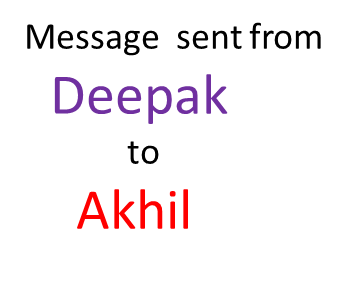 Message sent from
Deepak
to
Akhil